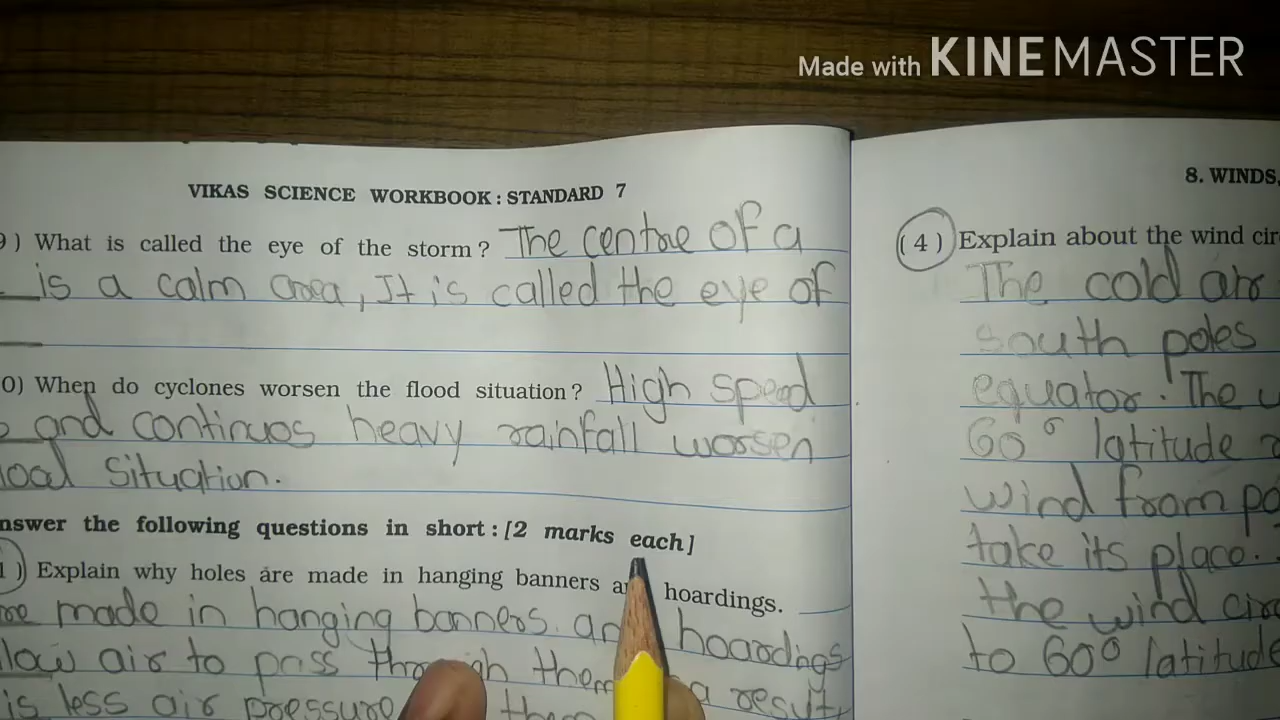 Made with KINEMASTER
VIKAS SCIENCE WORKBOOK : STANDARD 7
9) What is called the eye of the storm ? The centre of a
is a calm area, It is called the eye of
0) When do cyclones worsen the flood situation ? High speed
and continuos heavy rainfall worsen
situation.
nswer the following questions in short : [2 marks each]
1) Explain why holes are made in hanging banners hoardings.
made in hanging banners. and hoardings
low air to pass through them a result,
is less air pressure them
8. WINDS,
(4) Explain about the wind cir
The cold air
south poles
equator. The
60° latitude
wind from po
take its place.
the wind circ
to 60° latitude